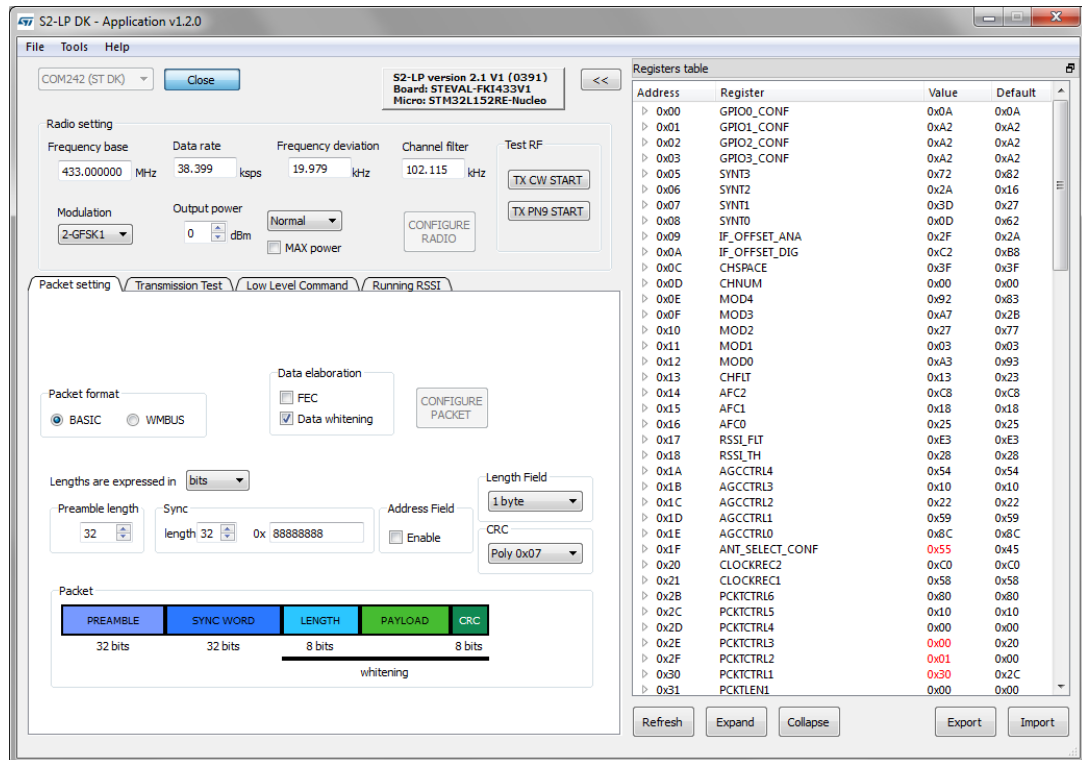 S2-LP DK - Application v1.2.0
File Tools Help
COM242 (ST DK)
Close
S2-LP version 2.1 V1 (0391)
Board: STEVAL-FKI433V1
Micro: STM32L152RE-Nucleo
<<
Radio setting
Frequency base Data rate Frequency deviation Channel filter
433.000000 MHz 38.399 ksps 19.979 kHz 102.115 kHz
Modulation Output power
2-GFSK1 0 dBm Normal
MAX power
CONFIGURE
RADIO
Test RF
TX CW START
TX PN9 START
Packet setting Transmission Test Low Level Command Running RSSI
Packet format
BASIC WMBUS
Data elaboration
FEC
Data whitening
CONFIGURE
PACKET
Lengths are expressed in bits
Preamble length
32
Sync
length 32 0x 88888888
Address Field
Enable
Length Field
1 byte
CRC
Poly 0x07
Packet
PREAMBLE SYNC WORD LENGTH PAYLOAD CRC
32 bits 32 bits 8 bits 8 bits
whitening
Registers table
Address Register Value Default
0x00 GPIO0_CONF 0x0A 0x0A
0x01 GPIO1_CONF 0xA2 0xA2
0x02 GPIO2_CONF 0xA2 0xA2
0x03 GPIO3_CONF 0xA2 0xA2
0x05 SYNT3 0x72 0x82
0x06 SYNT2 0x2A 0x16
0x07 SYNT1 0x3D 0x27
0x08 SYNT0 0x0D 0x62
0x09 IF_OFFSET_ANA 0x2F 0x2A
0x0A IF_OFFSET_DIG 0xC2 0xB8
0x0C CHSPACE 0x3F 0x3F
0x0D CHNUM 0x00 0x00
0x0E MOD4 0x92 0x83
0x0F MOD3 0xA7 0x2B
0x10 MOD2 0x27 0x77
0x11 MOD1 0x03 0x03
0x12 MOD0 0xA3 0x93
0x13 CHFLT 0x13 0x23
0x14 AFC2 0xC8 0xC8
0x15 AFC1 0x18 0x18
0x16 AFC0 0x25 0x25
0x17 RSSI_FLT 0xE3 0xE3
0x18 RSSI_TH 0x28 0x28
0x1A AGCCTRL4 0x54 0x54
0x1B AGCCTRL3 0x10 0x10
0x1C AGCCTRL2 0x22 0x22
0x1D AGCCTRL1 0x59 0x59
0x1E AGCCTRL0 0x8C 0x8C
0x1F ANT_SELECT_CONF 0x55 0x45
0x20 CLOCKREC2 0xC0 0xC0
0x21 CLOCKREC1 0x58 0x58
0x2B PCKTCTRL6 0x80 0x80
0x2C PCKTCTRL5 0x10 0x10
0x2D PCKTCTRL4 0x00 0x00
0x2E PCKTCTRL3 0x00 0x20
0x2F PCKTCTRL2 0x01 0x00
0x30 PCKTCTRL1 0x30 0x2C
0x31 PCKTLEN1 0x00 0x00
Refresh Expand Collapse Export Import